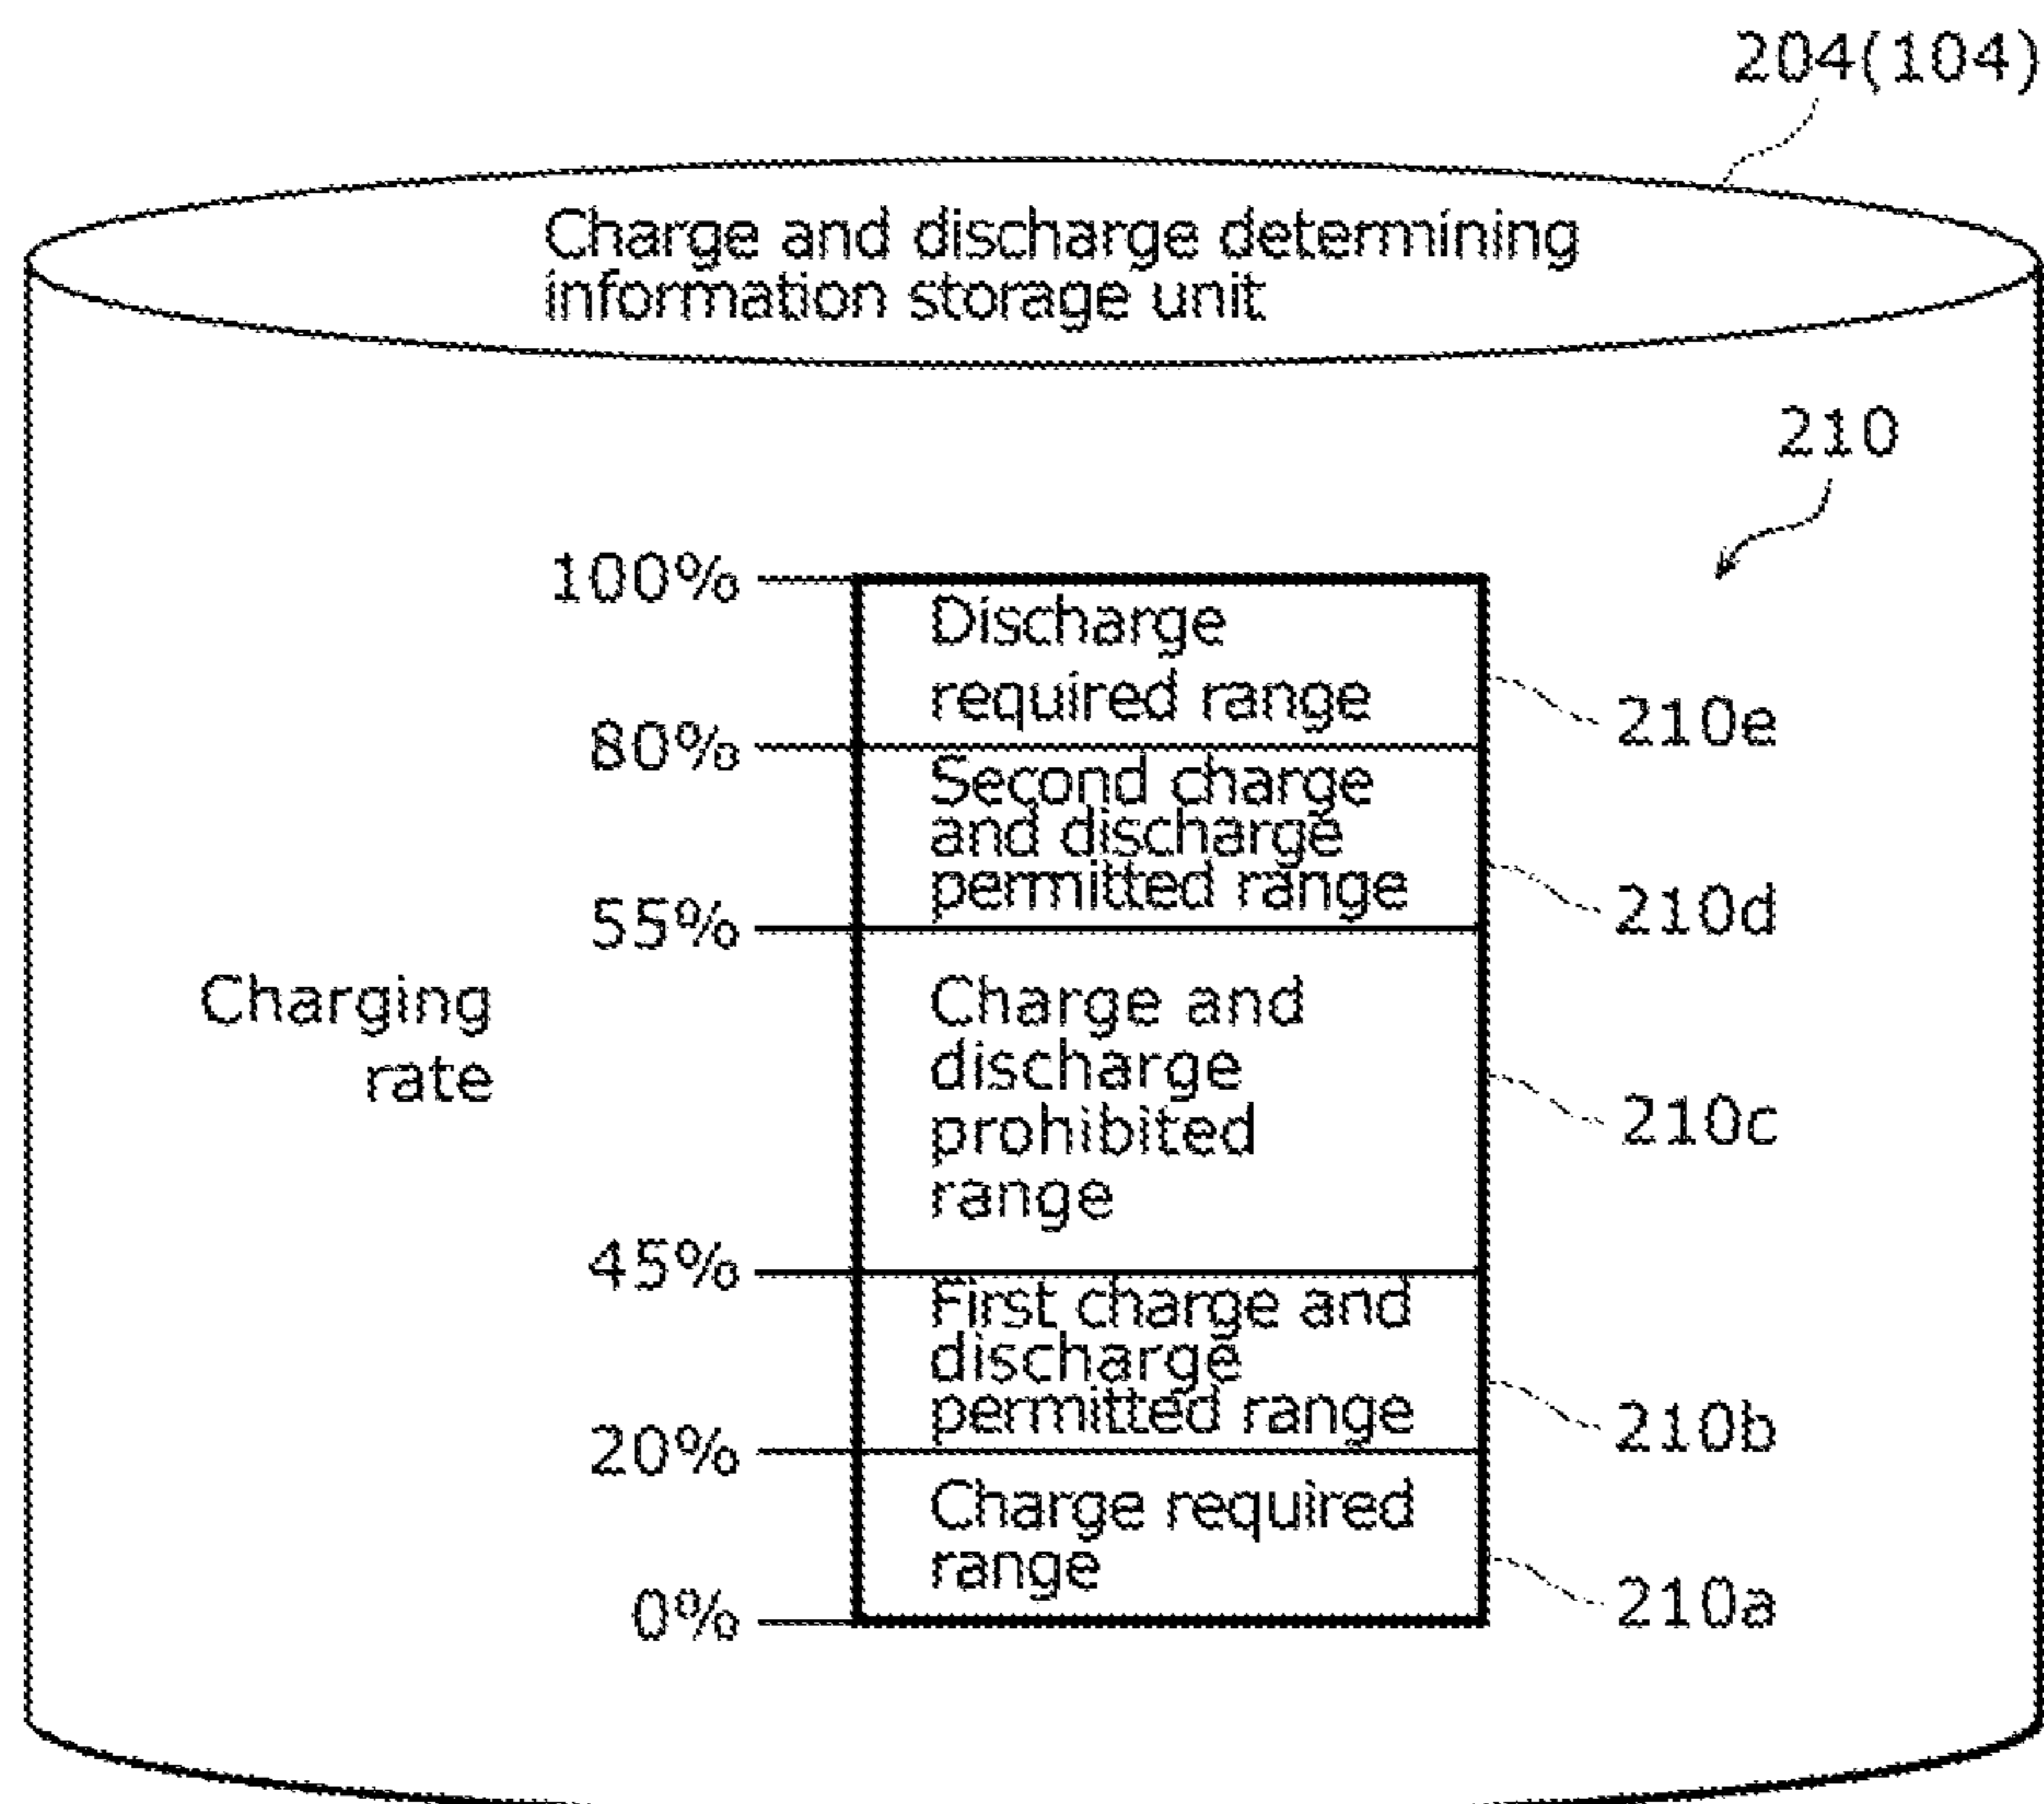 204(104)
Charge and discharge determining
information storage unit
210
100%
Discharge
required range
210e
80%
Second charge
and discharge
permitted range
210d
55%
Charging
rate
Charge and
discharge
prohibited
range
210c
45%
First charge and
discharge
permitted range
210b
20%
Charge required
range
210a
0%